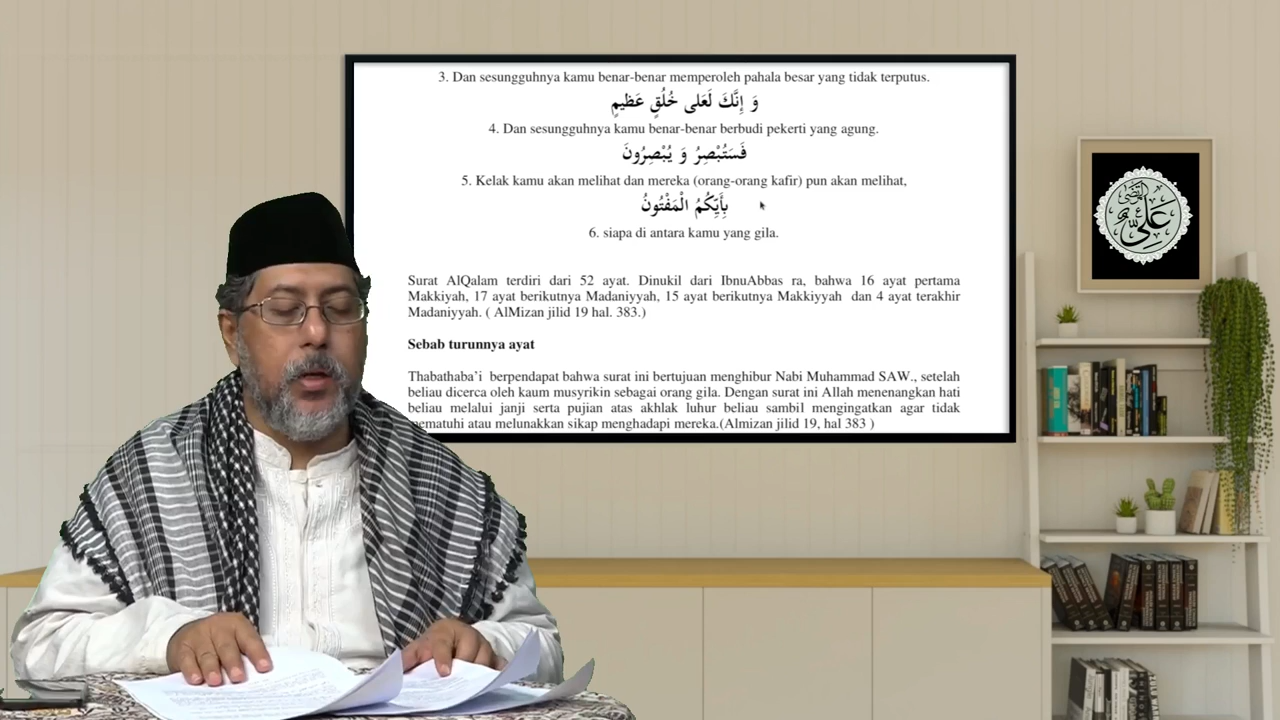 3. Dan sesungguhnya kamu benar-benar memperoleh pahala besar yang tidak terputus.
وَ إِنَّكَ لَعَلى خُلُقٍ عَظيمٍ
4. Dan sesungguhnya kamu benar-benar berbudi pekerti yang agung.
فَسَتُبْصِرُ وَ يُبْصِرُونَ
5. Kelak kamu akan melihat dan mereka (orang-orang kafir) pun akan melihat,
بِأَيِّكُمُ الْمَفْتُونُ
6. siapa di antara kamu yang gila.
Surat AlQalam terdiri dari 52 ayat. Dinukil dari IbnuAbbas ra, bahwa 16 ayat pertama
Makkiyah, 17 ayat berikutnya Madaniyyah, 15 ayat berikutnya Makkiyyah dan 4 ayat terakhir
Madaniyyah. ( AlMizan jilid 19 hal. 383.)
Sebab turunnya ayat
Thabathaba'i berpendapat bahwa surat ini bertujuan menghibur Nabi Muhammad SAW., setelah
beliau dicerca oleh kaum musyrikin sebagai orang gila. Dengan surat ini Allah menenangkan hati
beliau melalui janji serta pujian atas akhlak luhur beliau sambil mengingatkan agar tidak
mematuhi atau melunakkan sikap menghadapi mereka.(Almizan jilid 19, hal 383 )